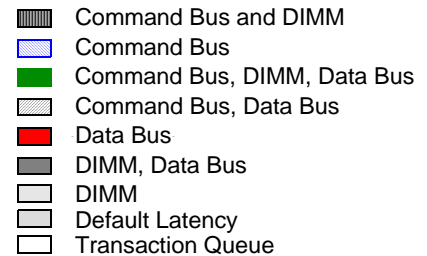 Command Bus and DIMM
Command Bus
Command Bus, DIMM, Data Bus
Command Bus, Data Bus
Data Bus
DIMM, Data Bus
DIMM
Default Latency
Transaction Queue